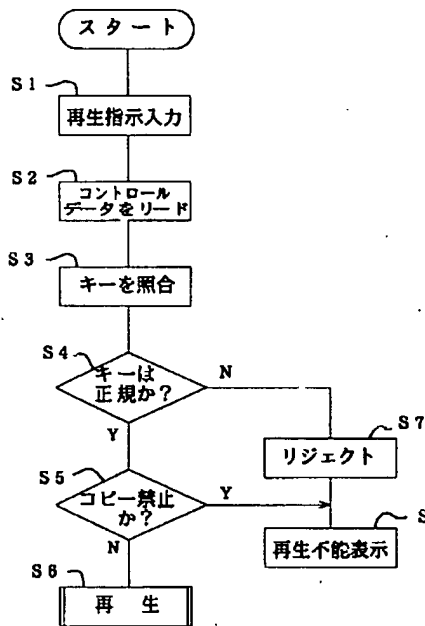 スタート
S1
再生指示入力
S2
コントロール
データをリード
S3
キーを照合
S4
キーは
正規か?
N
Y
S7
リジェクト
S5
コピー禁止
か?
Y
N
S
再生不能表示
S6
再 生